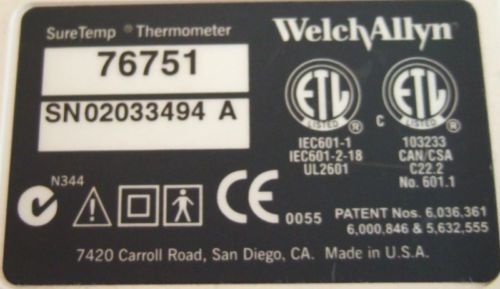 SureTemp ® Thermometer
WelchAllyn®
76751
SN02033494 A
ETL
LISTED ®
IEC601-1
IEC601-2-18
UL2601
C
ETL
LISTED ®
103233
CAN/CSA
C22.2
No. 601.1
N344
CE 0055
PATENT Nos. 6,036,361
6,000,846 & 5,632,555
7420 Carroll Road, San Diego, CA. Made in U.S.A.